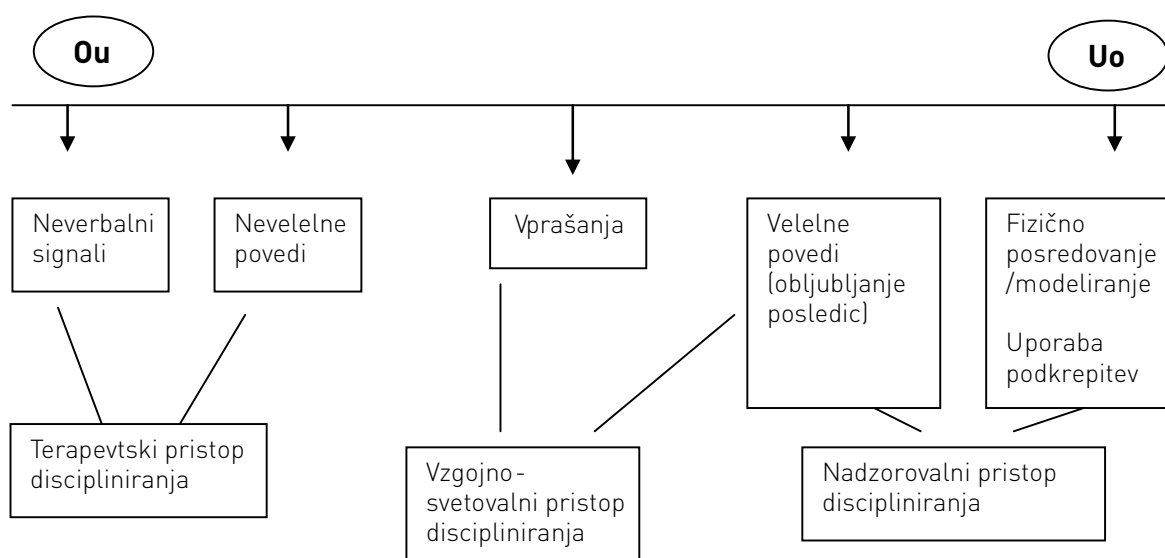 Ou
Uo
Neverbalni
signali
Nevelelne
povedi
Vprašanja
Velelne
povedi
(obljubljanje
posledic)
Fizično
posredovanje
/modeliranje
Uporaba
podkrepitev
Terapevtski pristop
discipliniranja
Vzgojno-
svetovalni pristop
discipliniranja
Nadzorovalni pristop
discipliniranja